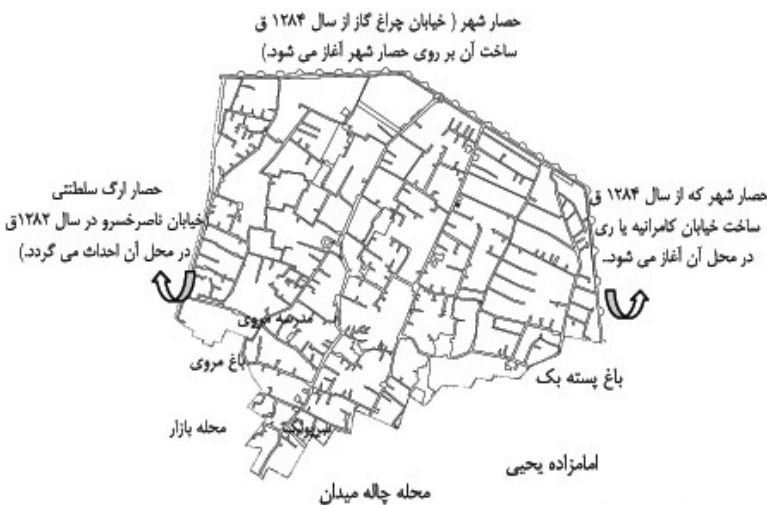 حصار شهر ( خیابان چراغ گاز از سال ۱۲۸۴ ق
ساخت آن بر روی حصار شهر آغاز می شود.)
حصار شهر که از سال ۱۲۸۴ ق
ساخت خیابان کامرانیه یا ری
در محل آن آغاز می شود.
حصار ارگ سلطنتی
(خیابان ناصرخسرو در سال ۱۲۸۲ق
در محل آن احداث می گردد.)
مدرسه مروی
باغ مروی
باغ پسته بک
محله بازار
سرپولک
امامزاده یحیی
محله چاله میدان